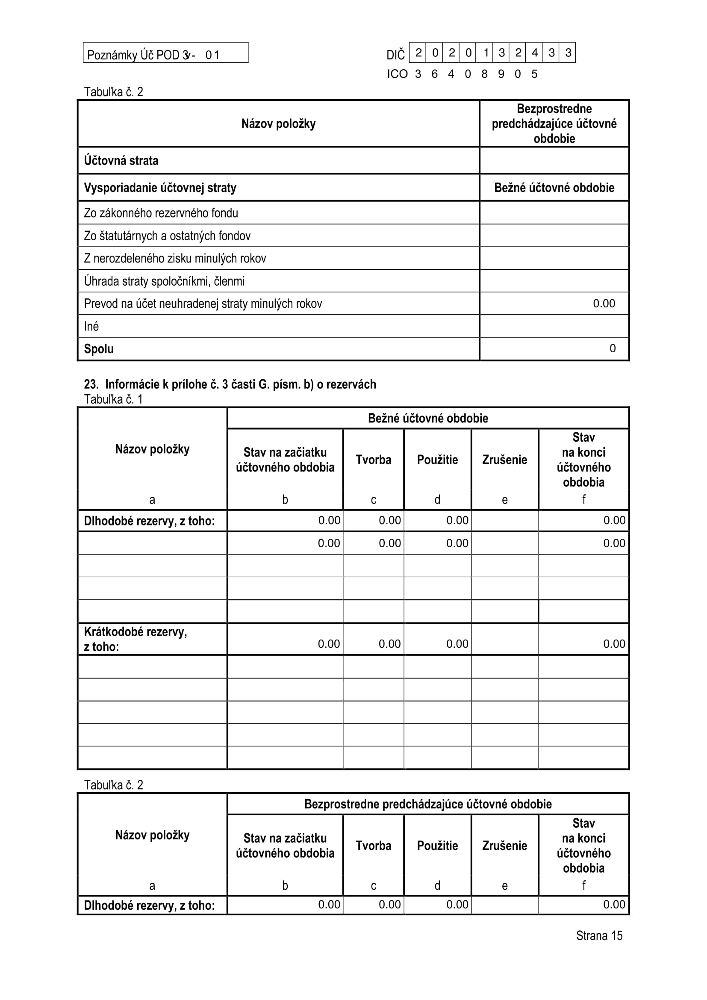 Poznámky Úč POD 3v- 01
DIČ 2 0 2 0 1 3 2 4 3 3
ICO 3 6 4 0 8 9 0 5
Tabuľka č. 2
Názov položky
Bezprostredne
predchádzajúce účtovné
obdobie
Účtovná strata
Vysporiadanie účtovnej straty Bežné účtovné obdobie
Zo zákonného rezervného fondu
Zo štatutárnych a ostatných fondov
Z nerozdeleného zisku minulých rokov
Úhrada straty spoločníkmi, členmi
Prevod na účet neuhradenej straty minulých rokov 0.00
Iné
Spolu 0
23. Informácie k prílohe č. 3 časti G. písm. b) o rezervách
Tabuľka č. 1
Názov položky
Bežné účtovné obdobie
Stav na začiatku
účtovného obdobia
Tvorba
Použitie
Zrušenie
Stav
na konci
účtovného
obdobia
a b c d e f
Dlhodobé rezervy, z toho: 0.00 0.00 0.00 0.00
0.00 0.00 0.00 0.00
Krátkodobé rezervy,
z toho: 0.00 0.00 0.00 0.00
Tabuľka č. 2
Názov položky
Bezprostredne predchádzajúce účtovné obdobie
Stav na začiatku
účtovného obdobia
Tvorba
Použitie
Zrušenie
Stav
na konci
účtovného
obdobia
a b c d e f
Dlhodobé rezervy, z toho: 0.00 0.00 0.00 0.00
Strana 15